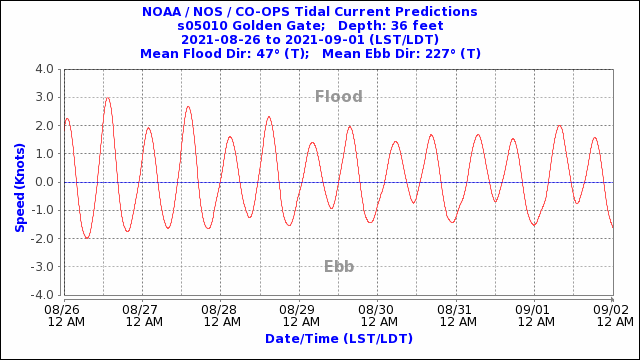 NOAA / NOS / CO-OPS Tidal Current Predictions
s05010 Golden Gate; Depth: 36 feet
2021-08-26 to 2021-09-01 (LST/LDT)
Mean Flood Dir: 47° (T); Mean Ebb Dir: 227° (T)
4.0
3.0
2.0
1.0
0.0
-1.0
-2.0
-3.0
-4.0
Speed (Knots)
Flood
Ebb
08/26 08/27 08/28 08/29 08/30 08/31 09/01 09/02
12 AM 12 AM 12 AM 12 AM 12 AM 12 AM 12 AM 12 AM
Date/Time (LST/LDT)